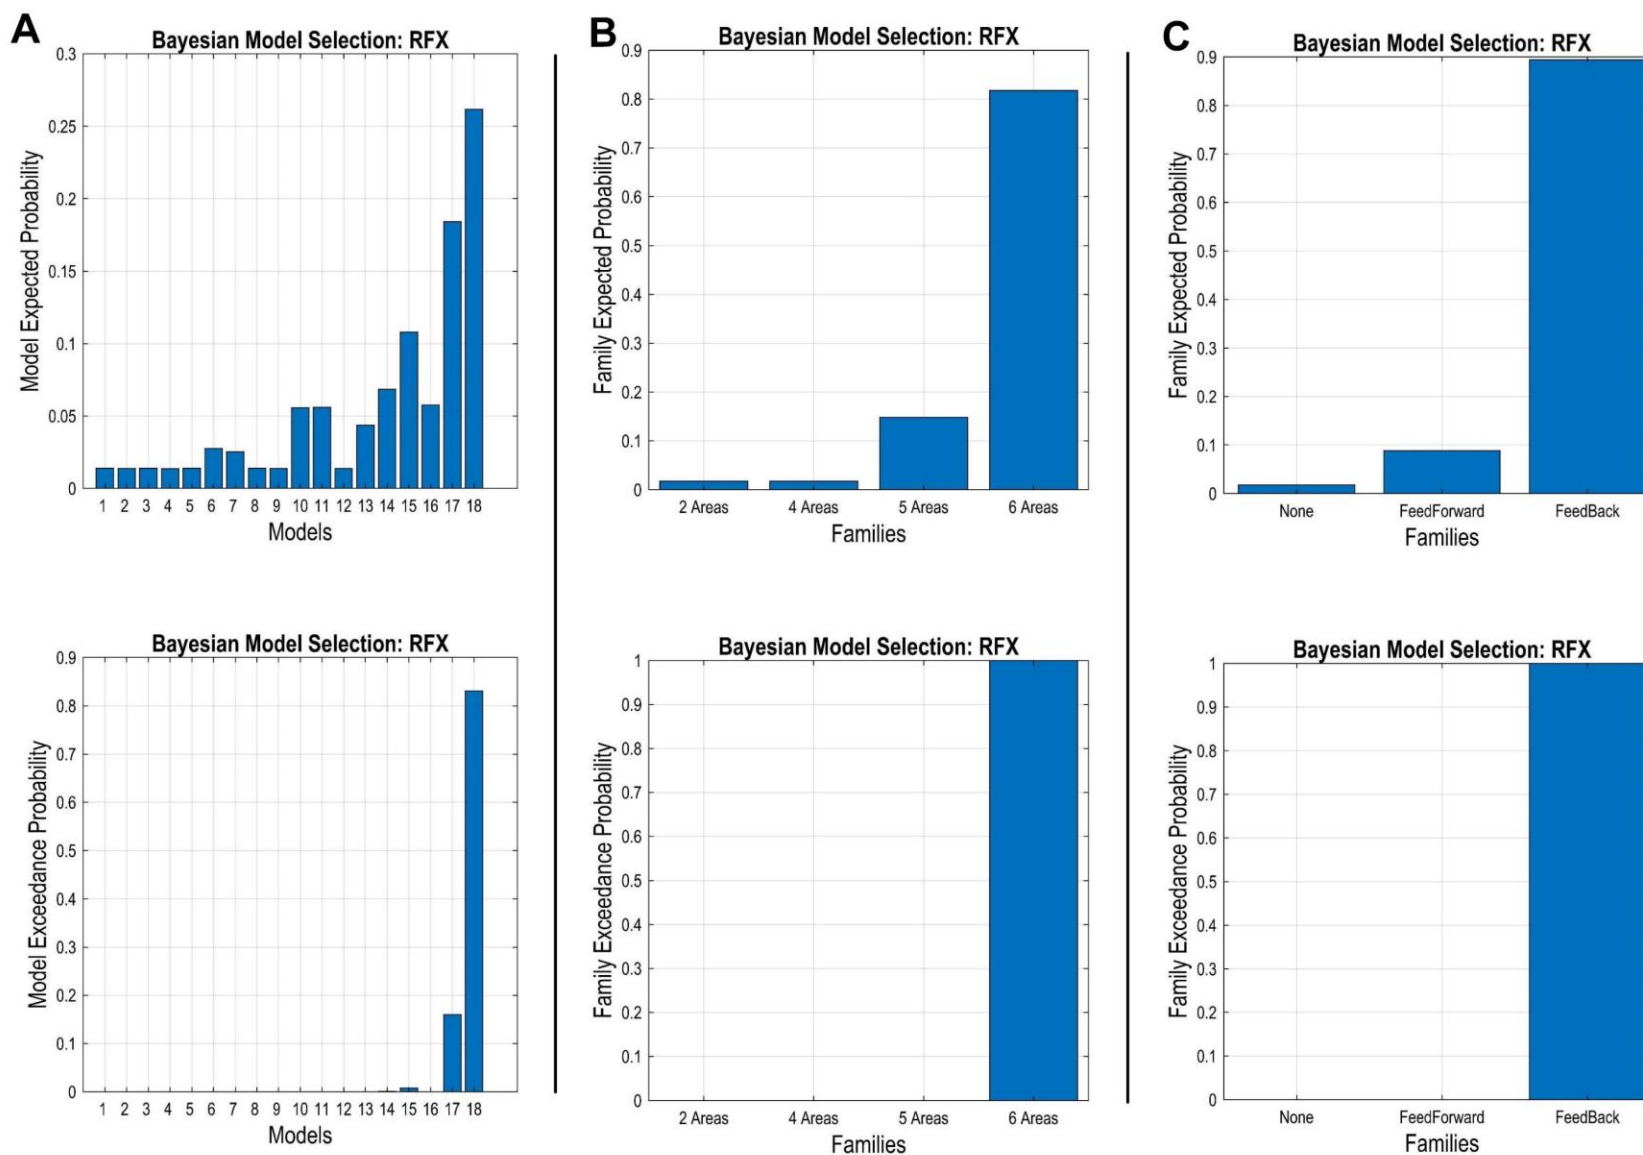 A
Bayesian Model Selection: RFX
Model Expected Probability
0.3
0.25
0.2
0.15
0.1
0.05
0
1 2 3 4 5 6 7 8 9 10 11 12 13 14 15 16 17 18
Models
Bayesian Model Selection: RFX
Model Exceedance Probability
0.9
0.8
0.7
0.6
0.5
0.4
0.3
0.2
0.1
0
1 2 3 4 5 6 7 8 9 10 11 12 13 14 15 16 17 18
Models
B
Bayesian Model Selection: RFX
Family Expected Probability
0.9
0.8
0.7
0.6
0.5
0.4
0.3
0.2
0.1
0
2 Areas 4 Areas 5 Areas 6 Areas
Families
Bayesian Model Selection: RFX
Family Exceedance Probability
1
0.9
0.8
0.7
0.6
0.5
0.4
0.3
0.2
0.1
0
2 Areas 4 Areas 5 Areas 6 Areas
Families
C
Bayesian Model Selection: RFX
Family Expected Probability
0.9
0.8
0.7
0.6
0.5
0.4
0.3
0.2
0.1
0
None FeedForward FeedBack
Families
Bayesian Model Selection: RFX
Family Exceedance Probability
1
0.9
0.8
0.7
0.6
0.5
0.4
0.3
0.2
0.1
0
None FeedForward FeedBack
Families